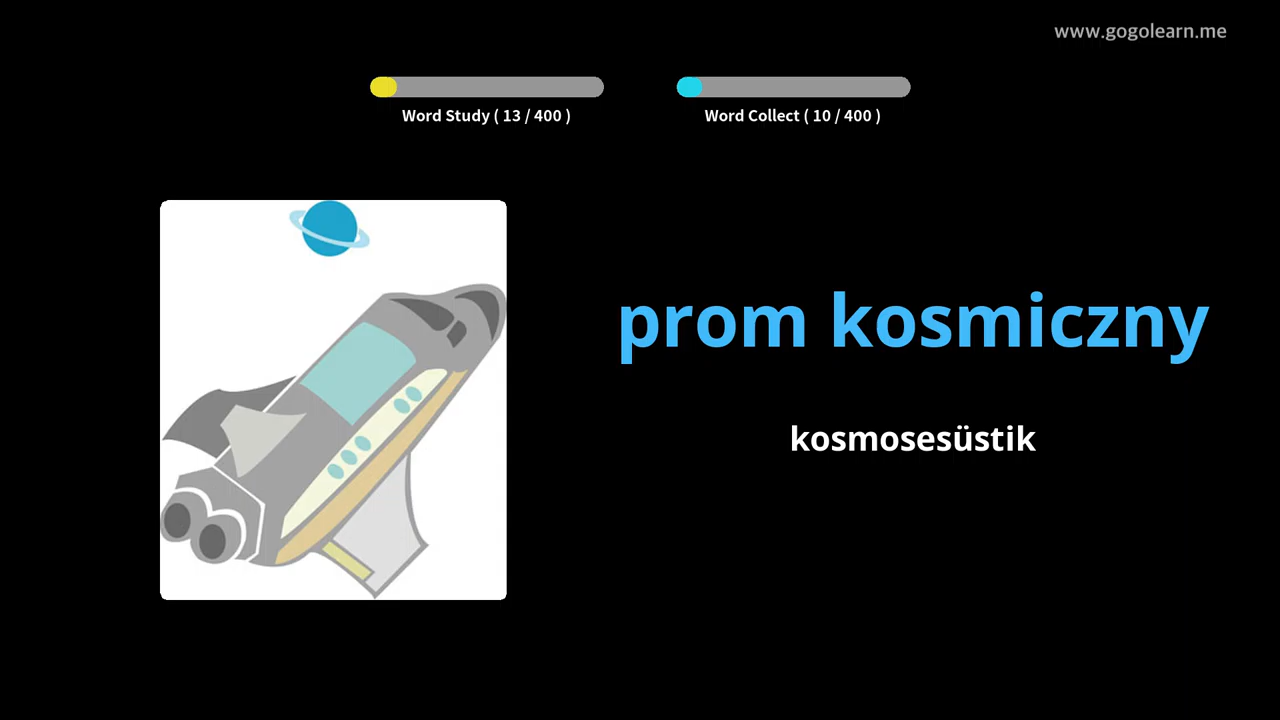 www.gogolearn.me
Word Study ( 13 / 400 )
Word Collect ( 10 / 400 )
prom kosmiczny
kosmosesüstik